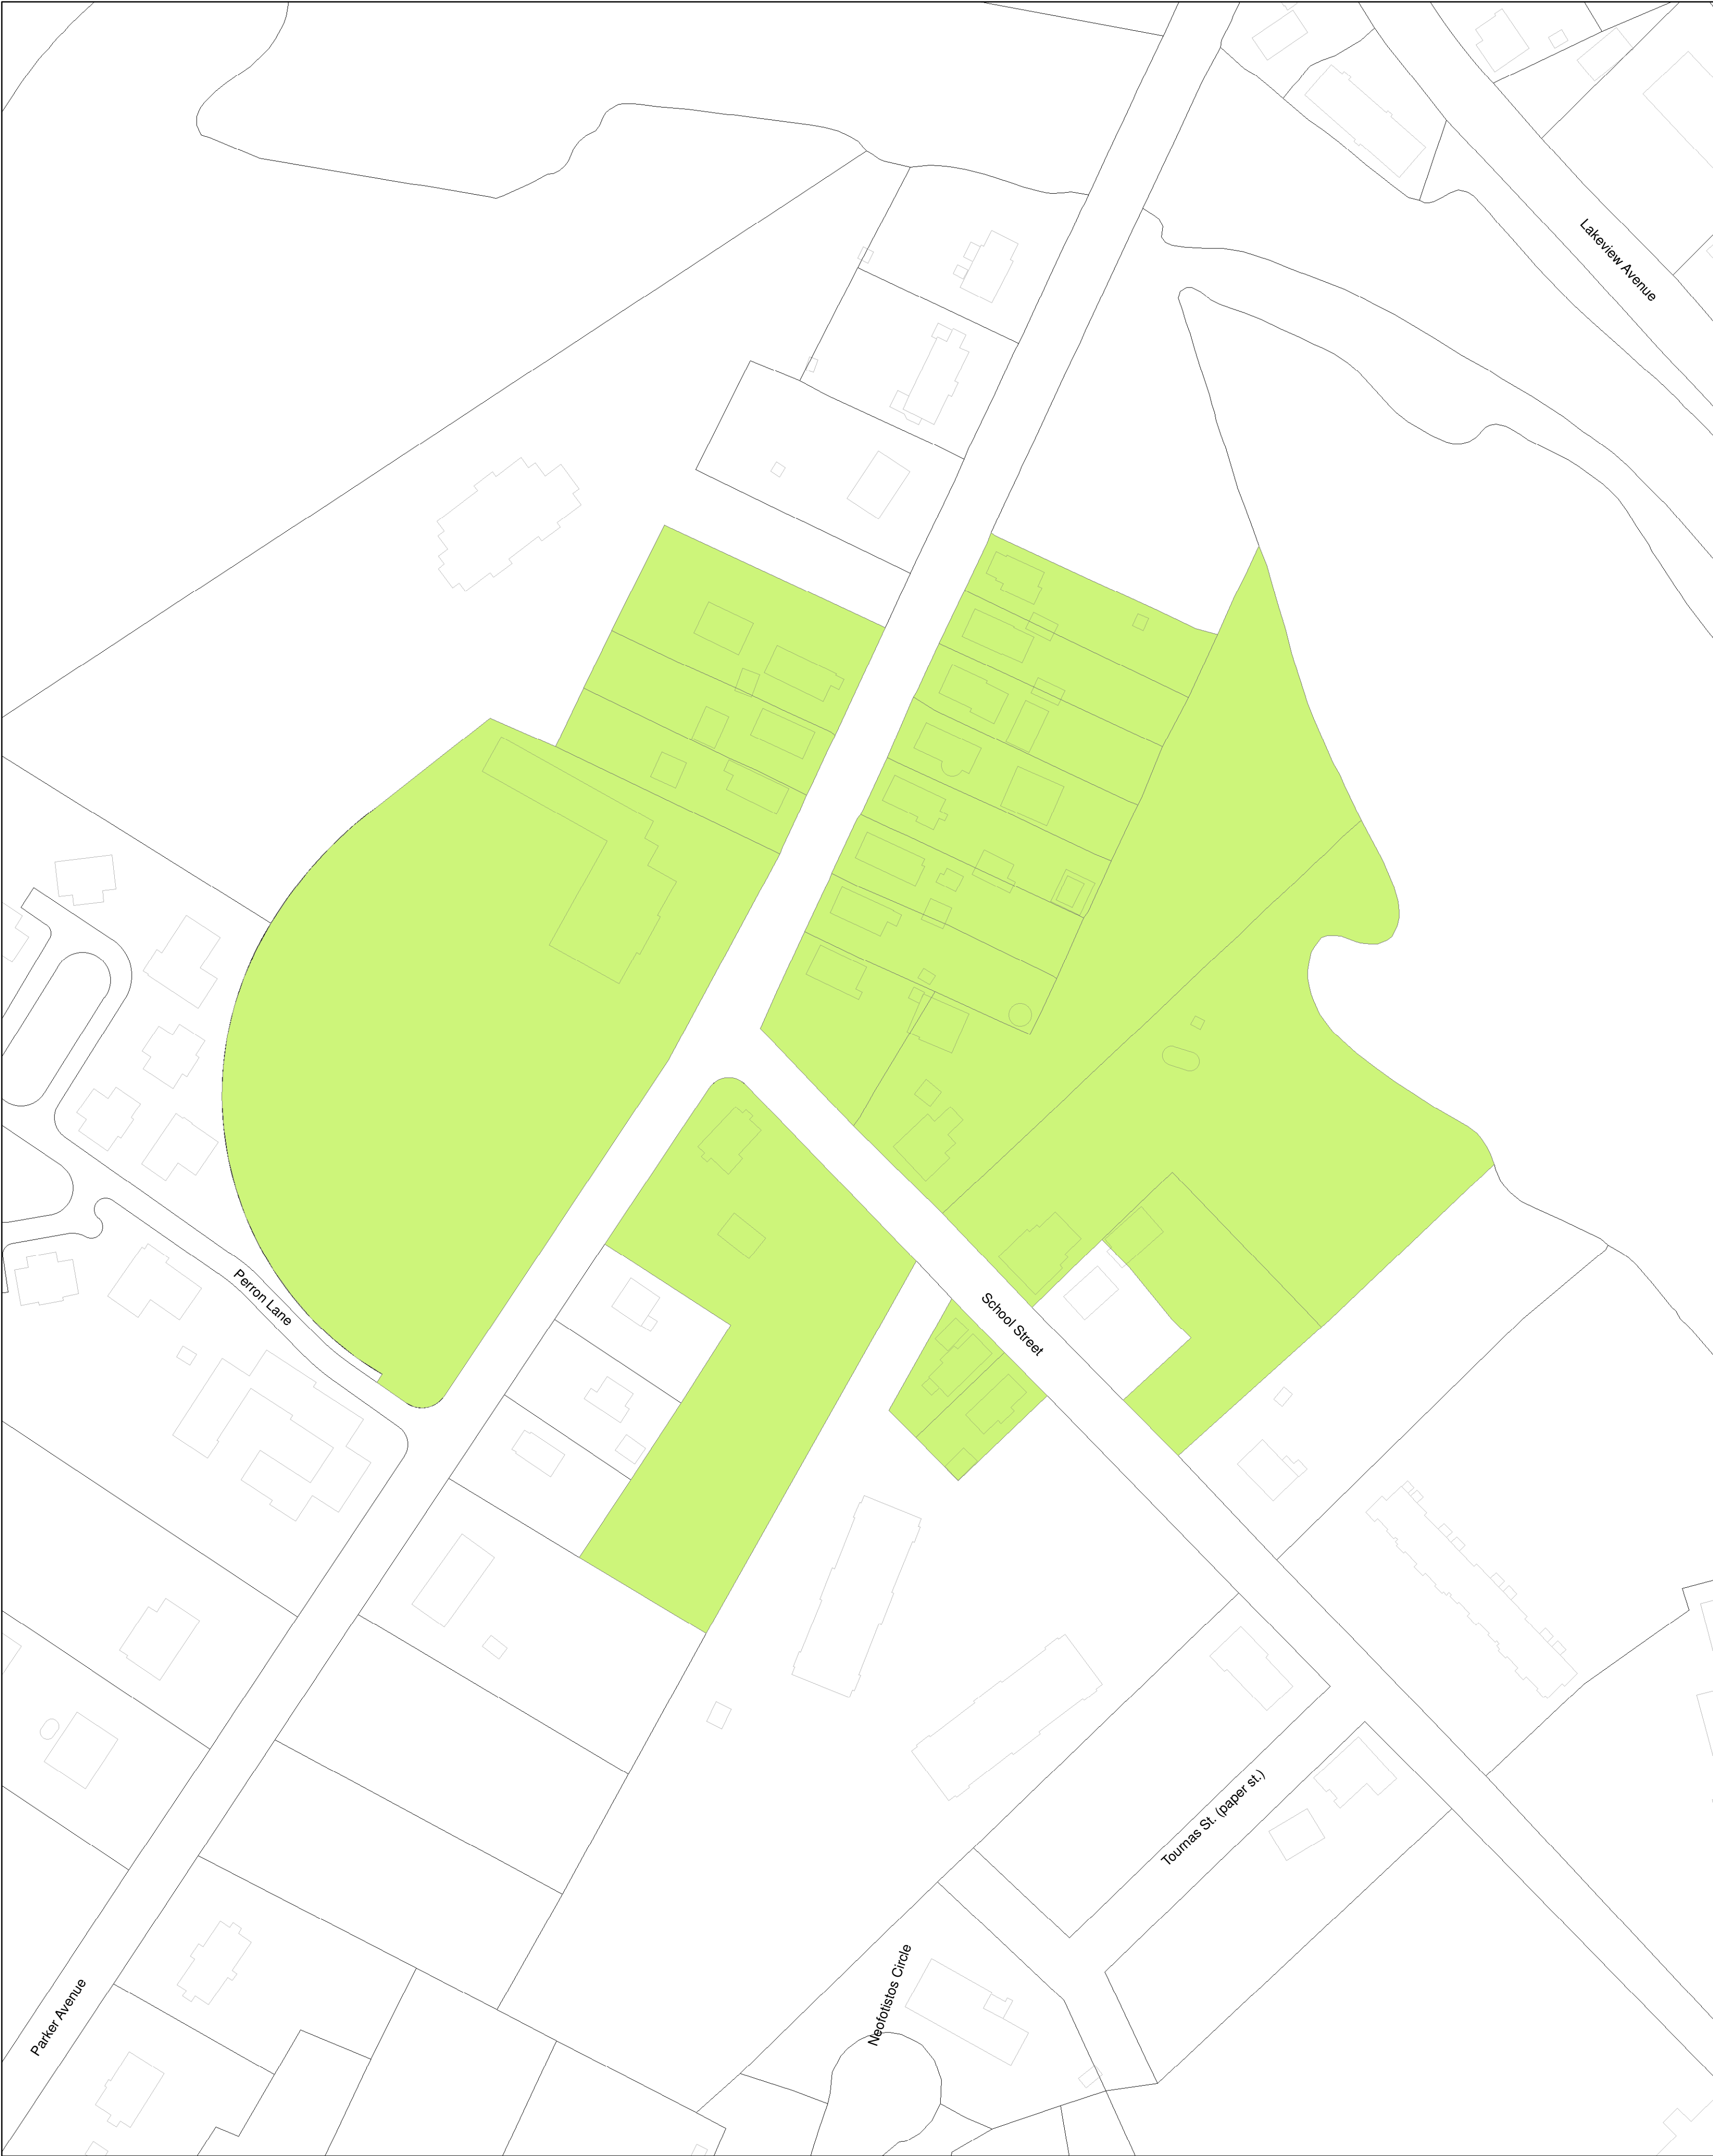 Lakeview Avenue
Perron Lane
School Street
Tournas St. (paper st.)
Neofotistos Circle
Parker Avenue